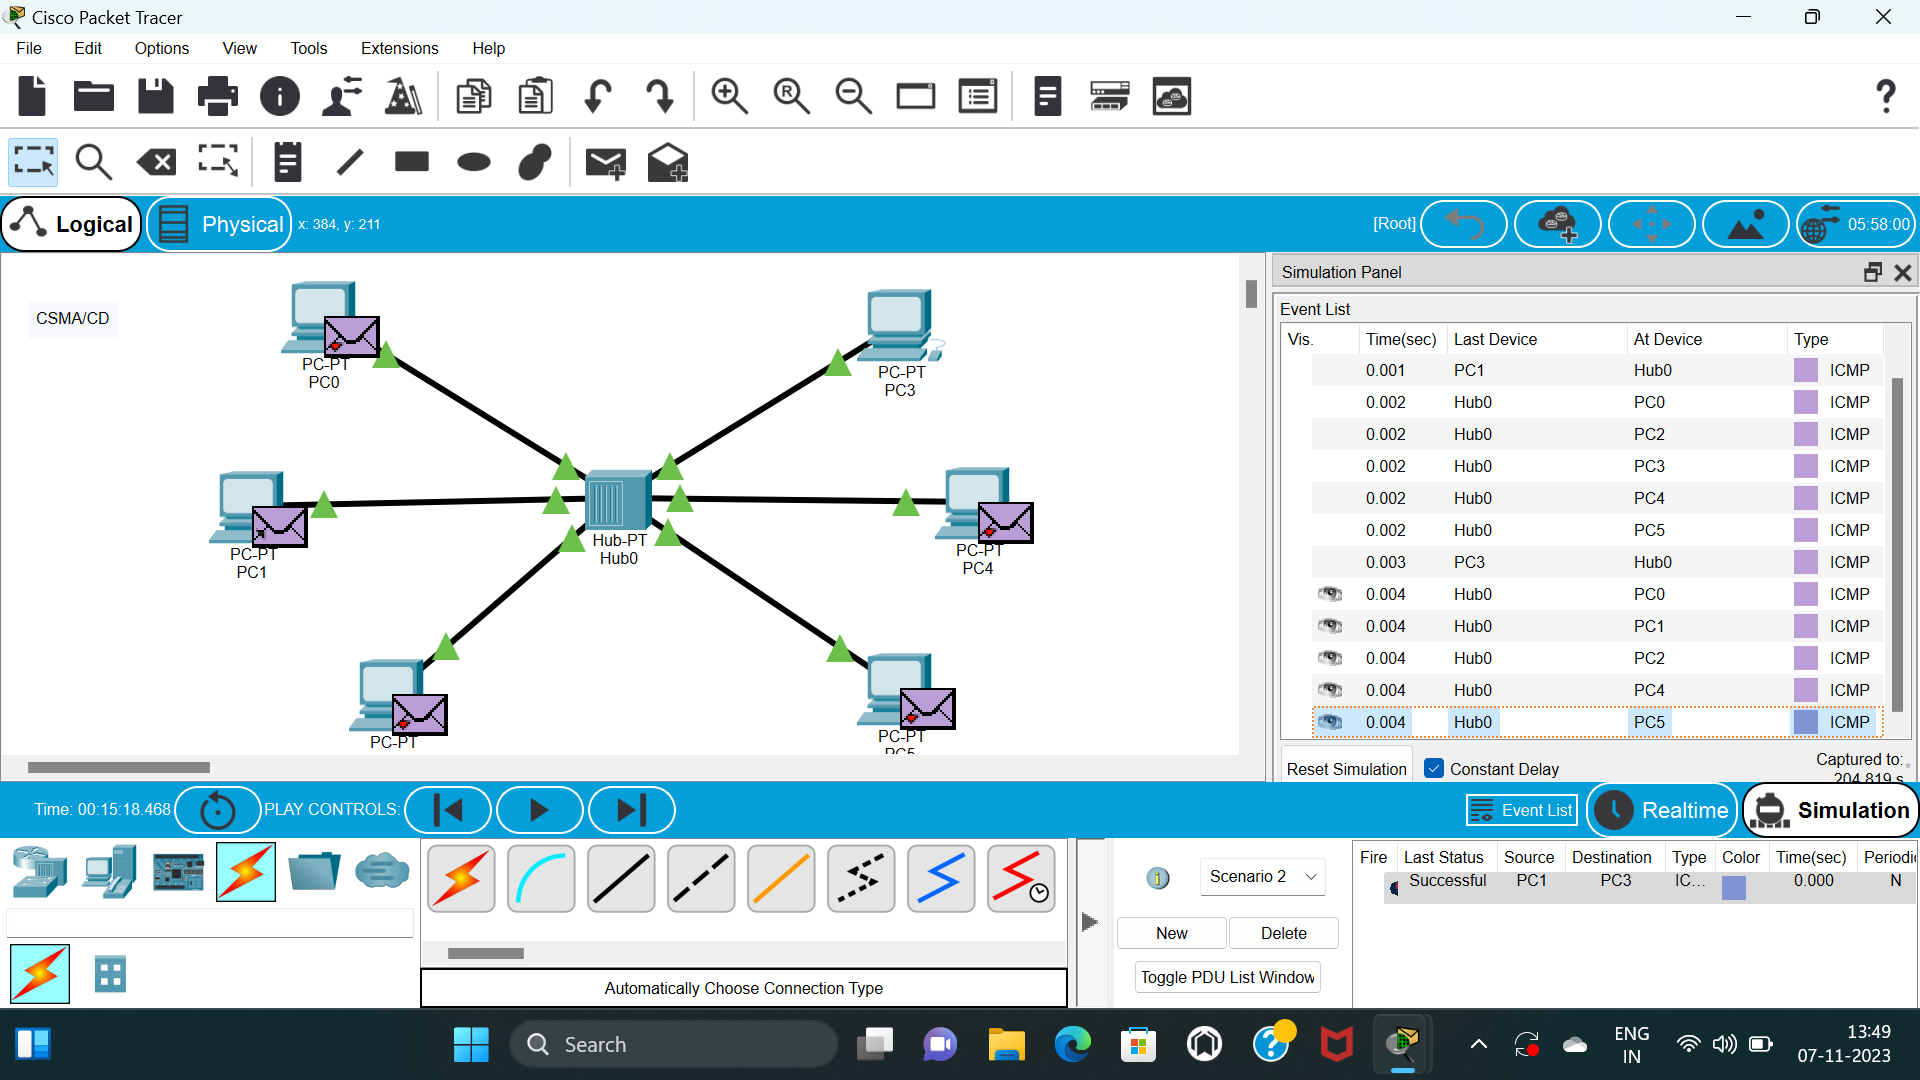 Cisco Packet Tracer
File Edit Options View Tools Extensions Help
Logical Physical x: 384, y: 211 [Root] 05:58:00
CSMA/CD
PC-PT
PC0
PC-PT
PC3
PC-PT
PC1
Hub-PT
Hub0
PC-PT
PC4
PC-PT
PC-PT
PC5
Simulation Panel
Event List
Vis. Time(sec) Last Device At Device Type
0.001 PC1 Hub0 ICMP
0.002 Hub0 PC0 ICMP
0.002 Hub0 PC2 ICMP
0.002 Hub0 PC3 ICMP
0.002 Hub0 PC4 ICMP
0.002 Hub0 PC5 ICMP
0.003 PC3 Hub0 ICMP
0.004 Hub0 PC0 ICMP
0.004 Hub0 PC1 ICMP
0.004 Hub0 PC2 ICMP
0.004 Hub0 PC4 ICMP
0.004 Hub0 PC5 ICMP
Reset Simulation Constant Delay Captured to: *
204.819 s
Time: 00:15:18.468 PLAY CONTROLS: Event List Realtime Simulation
Scenario 2
New Delete
Toggle PDU List Window
Fire Last Status Source Destination Type Color Time(sec) Periodic
Successful PC1 PC3 IC... 0.000 N
Automatically Choose Connection Type
Search
ENG
IN
13:49
07-11-2023